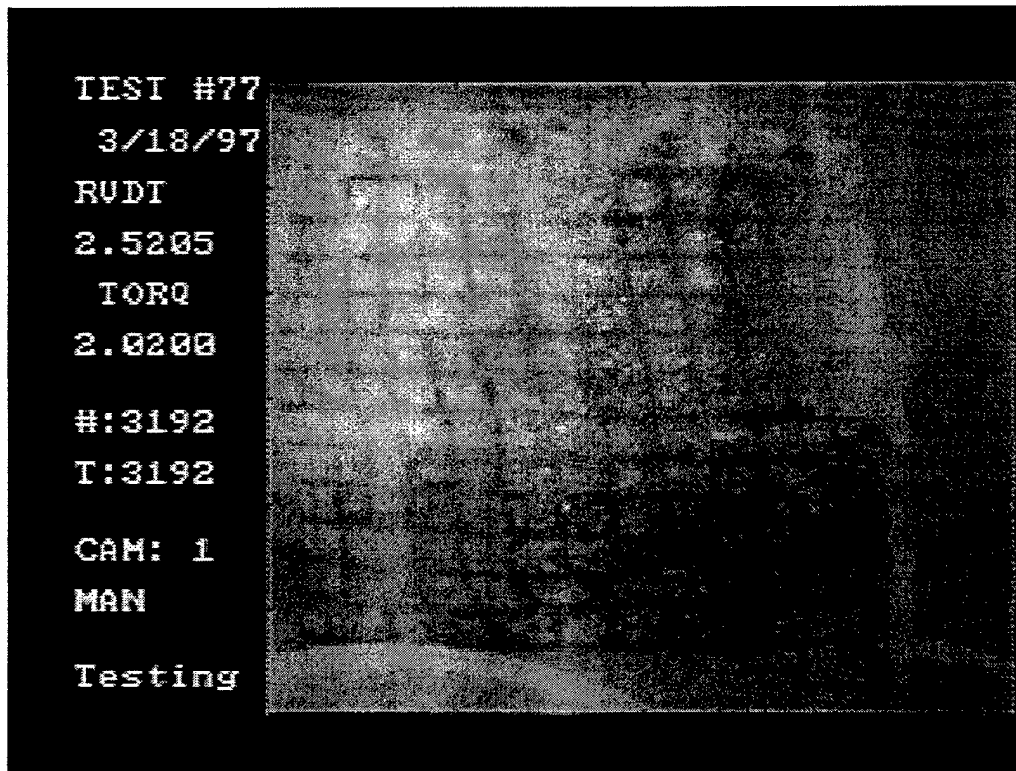 TEST #77
3/18/97
RVDT
2.5205
TORQ
2.0200
#:3192
T:3192
CAM: 1
MAN
Testing